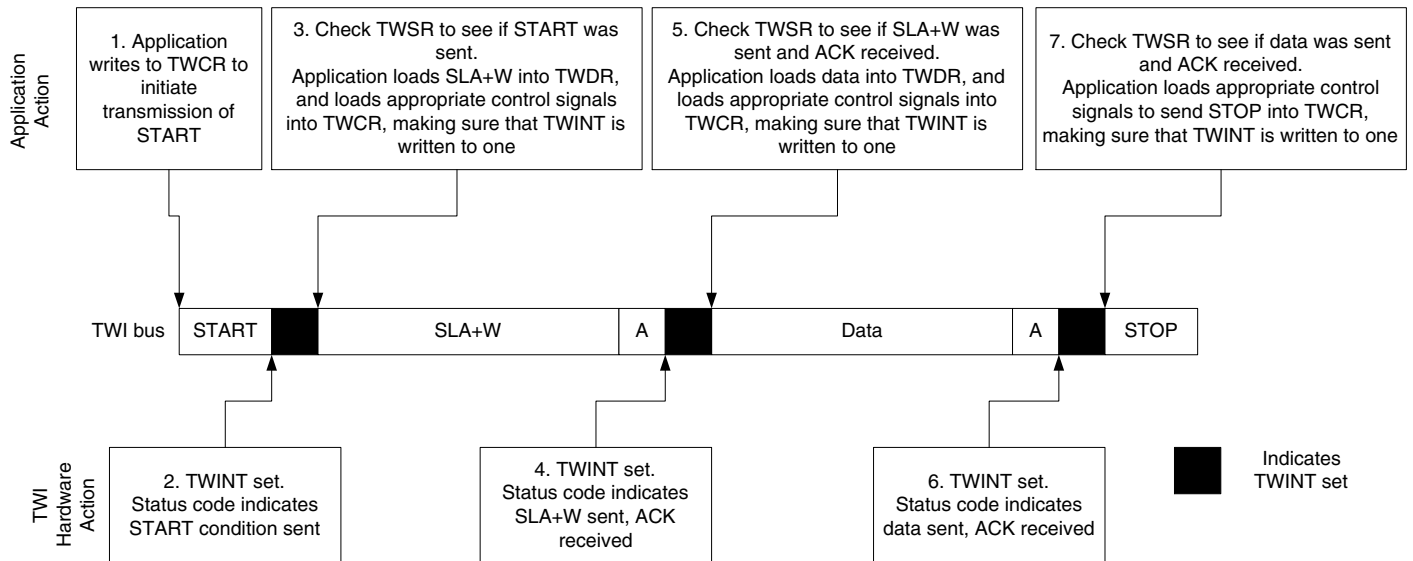 Application
Action
1. Application
writes to TWCR to
initiate
transmission of
START
3. Check TWSR to see if START was
sent.
Application loads SLA+W into TWDR,
and loads appropriate control signals
into TWCR, making sure that TWINT is
written to one
5. Check TWSR to see if SLA+W was
sent and ACK received.
Application loads data into TWDR, and
loads appropriate control signals into
TWCR, making sure that TWINT is
written to one
7. Check TWSR to see if data was sent
and ACK received.
Application loads appropriate control
signals to send STOP into TWCR,
making sure that TWINT is written to one
TWI bus
START
SLA+W
A
Data
A
STOP
TWI
Hardware
Action
2. TWINT set.
Status code indicates
START condition sent
4. TWINT set.
Status code indicates
SLA+W sent, ACK
received
6. TWINT set.
Status code indicates
data sent, ACK received
Indicates
TWINT set